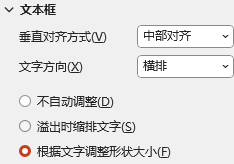 文本框
垂直对齐方式(V) 中部对齐
文字方向(X) 横排
不自动调整(D)
溢出时缩排文字(S)
根据文字调整形状大小(F)